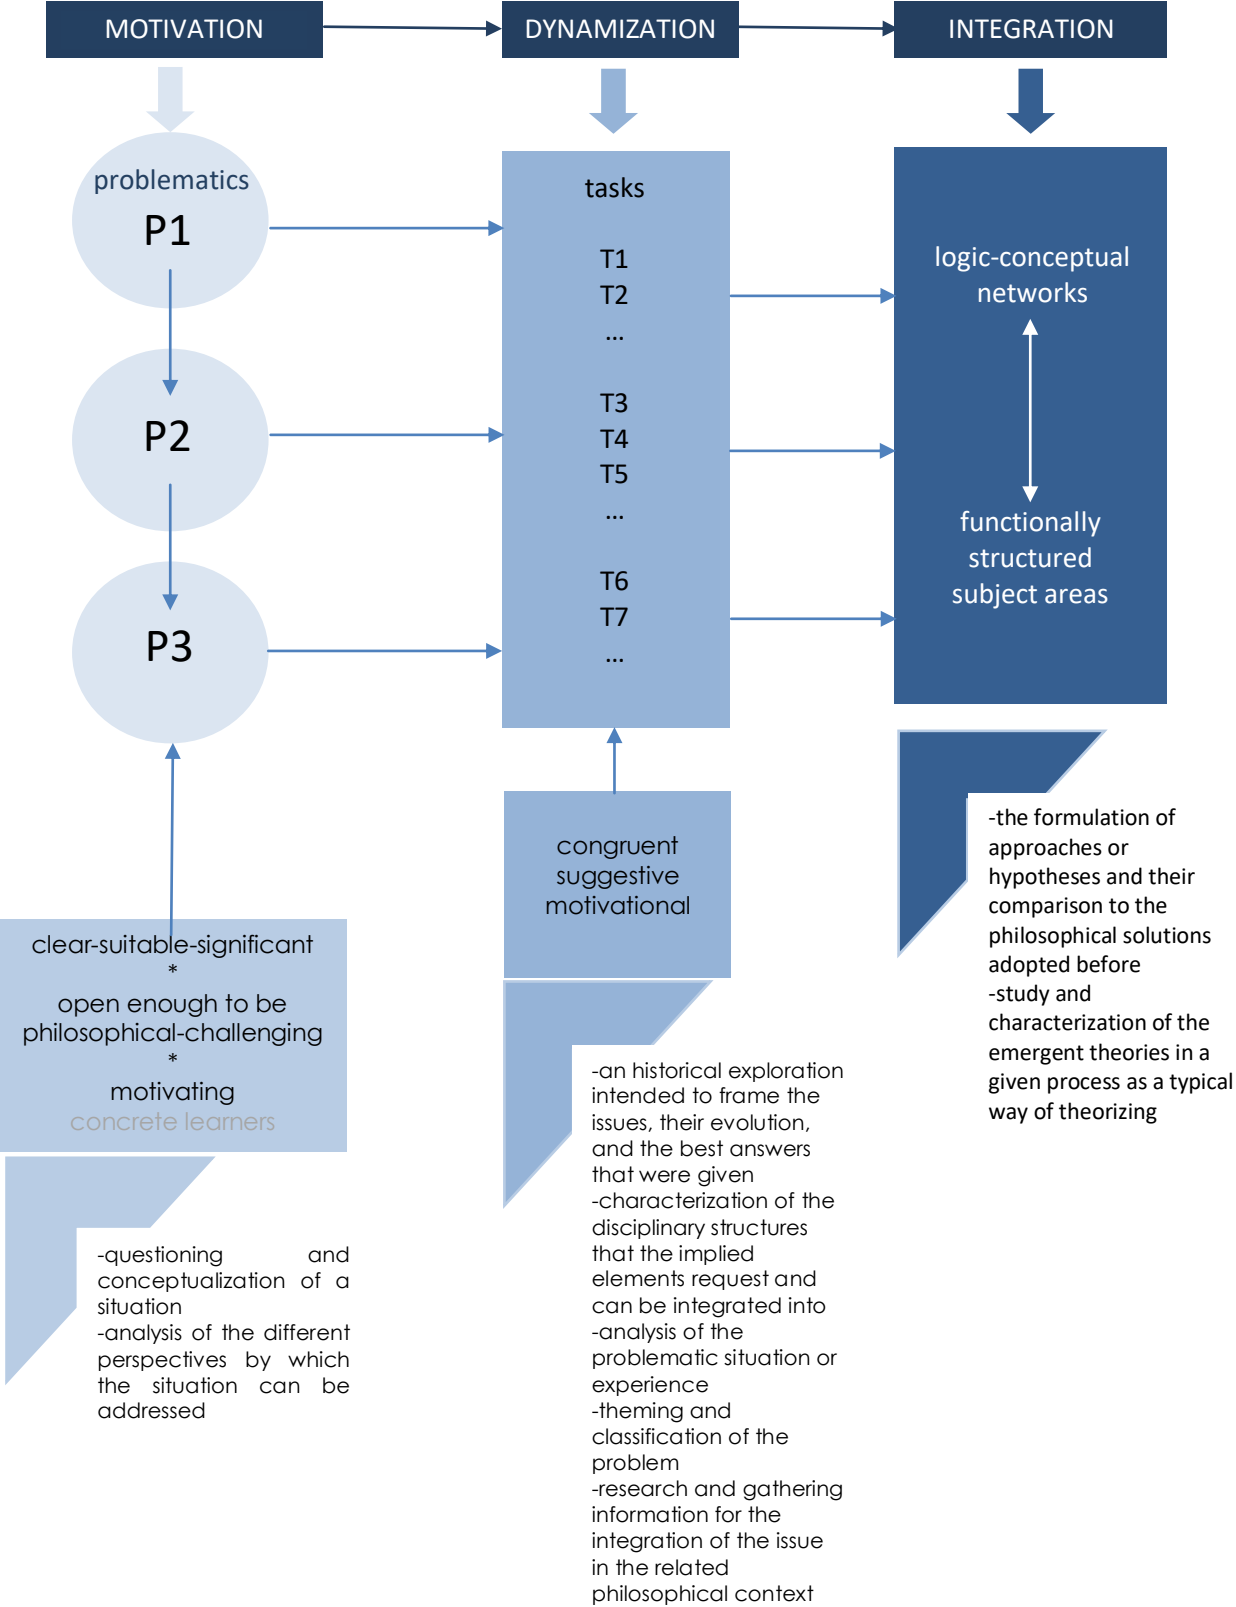 MOTIVATION
DYNAMIZATION
INTEGRATION
problematics
P1
P2
P3
tasks
T1
T2
...
T3
T4
T5
...
T6
T7
...
logic-conceptual
networks
functionally
structured
subject areas
clear-suitable-significant
*
open enough to be
philosophical-challenging
*
motivating
concrete learners
-questioning and
conceptualization of a
situation
-analysis of the different
perspectives by which
the situation can be
addressed
congruent
suggestive
motivational
-an historical exploration
intended to frame the
issues, their evolution,
and the best answers
that were given
-characterization of the
disciplinary structures
that the implied
elements request and
can be integrated into
-analysis of the
problematic situation or
experience
-theming and
classification of the
problem
-research and gathering
information for the
integration of the issue
in the related
philosophical context
-the formulation of
approaches or
hypotheses and their
comparison to the
philosophical solutions
adopted before
-study and
characterization of the
emergent theories in a
given process as a typical
way of theorizing